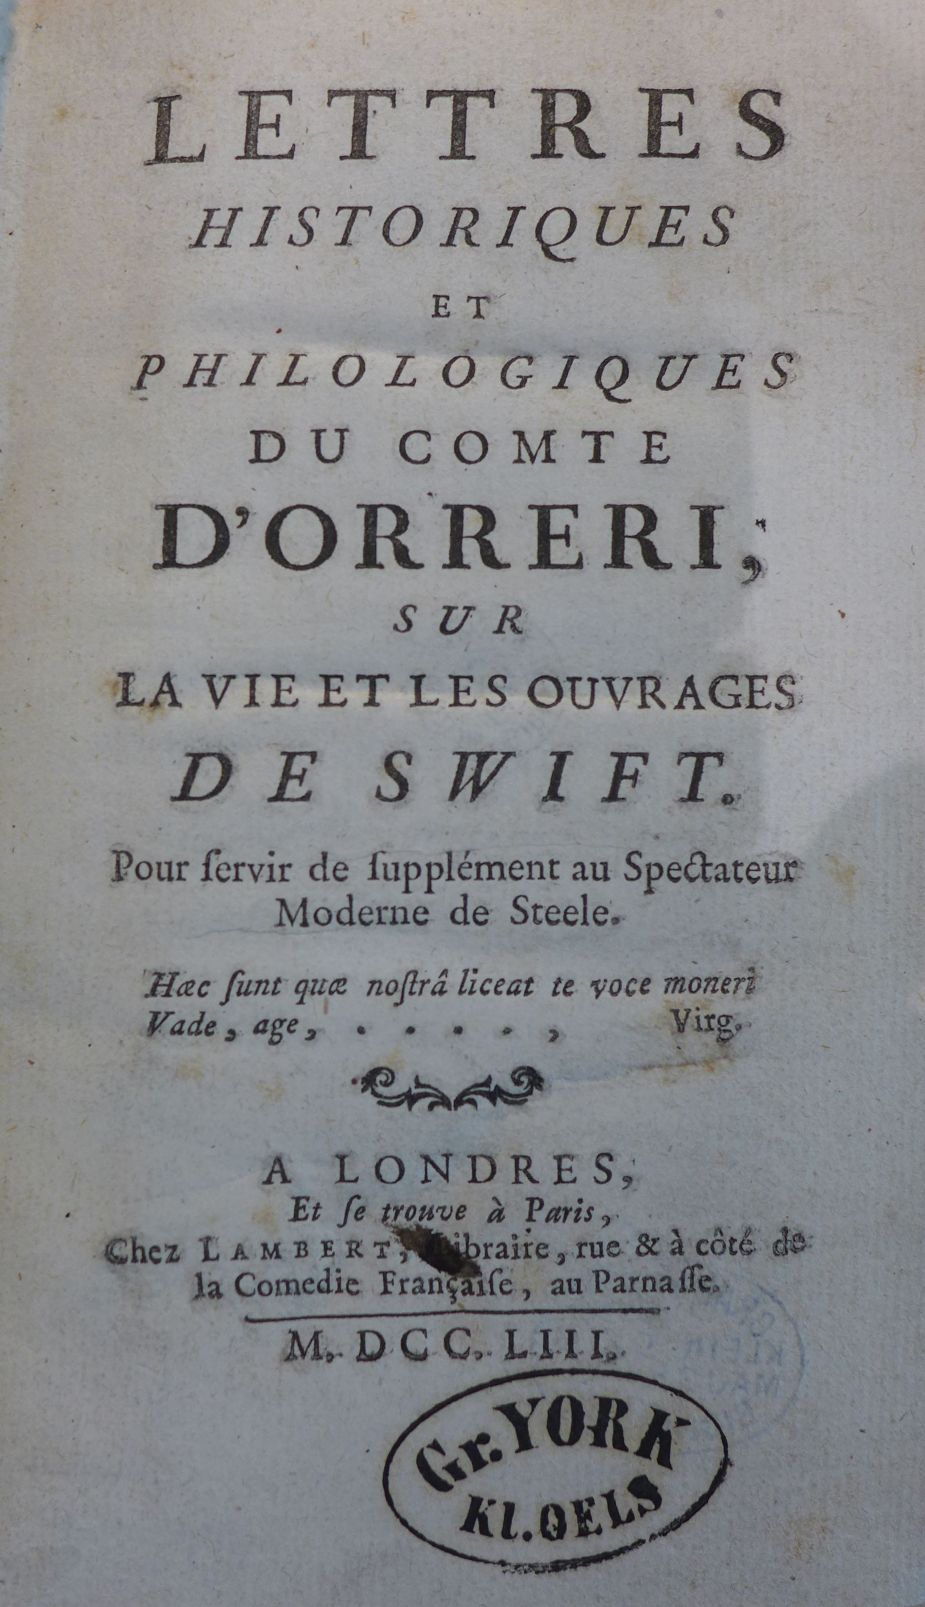 LETTRES
HISTORIQUES
ET
PHILOLOGIQUES
DU COMTE
D'ORRERI,
SUR
LA VIE ET LES OUVRAGES
DE SWIFT.
Pour ſervir de ſupplément au Spectateur
Moderne de Steele.
Hæc ſunt quæ noſtrâ liceat te voce moneri
Vade, age, . . . . . , Virg.
A LONDRES,
Et ſe trouve à Paris,
Chez LAMBERT, Libraire, rue & à côté de
la Comedie Françaiſe, au Parnaſſe.
M. DCC. LIII.
Gr. YORK
Kl. OELS